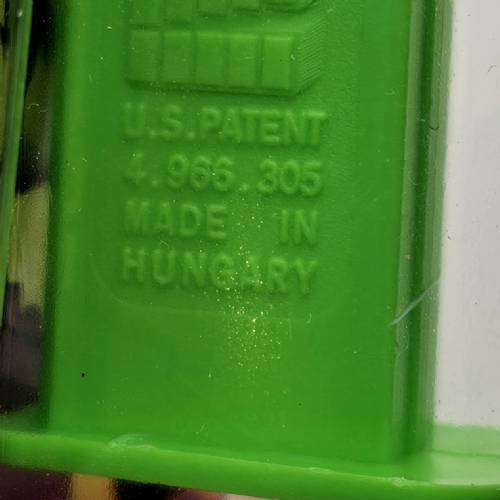 U.S.PATENT
4.966.305
MADE IN
HUNGARY